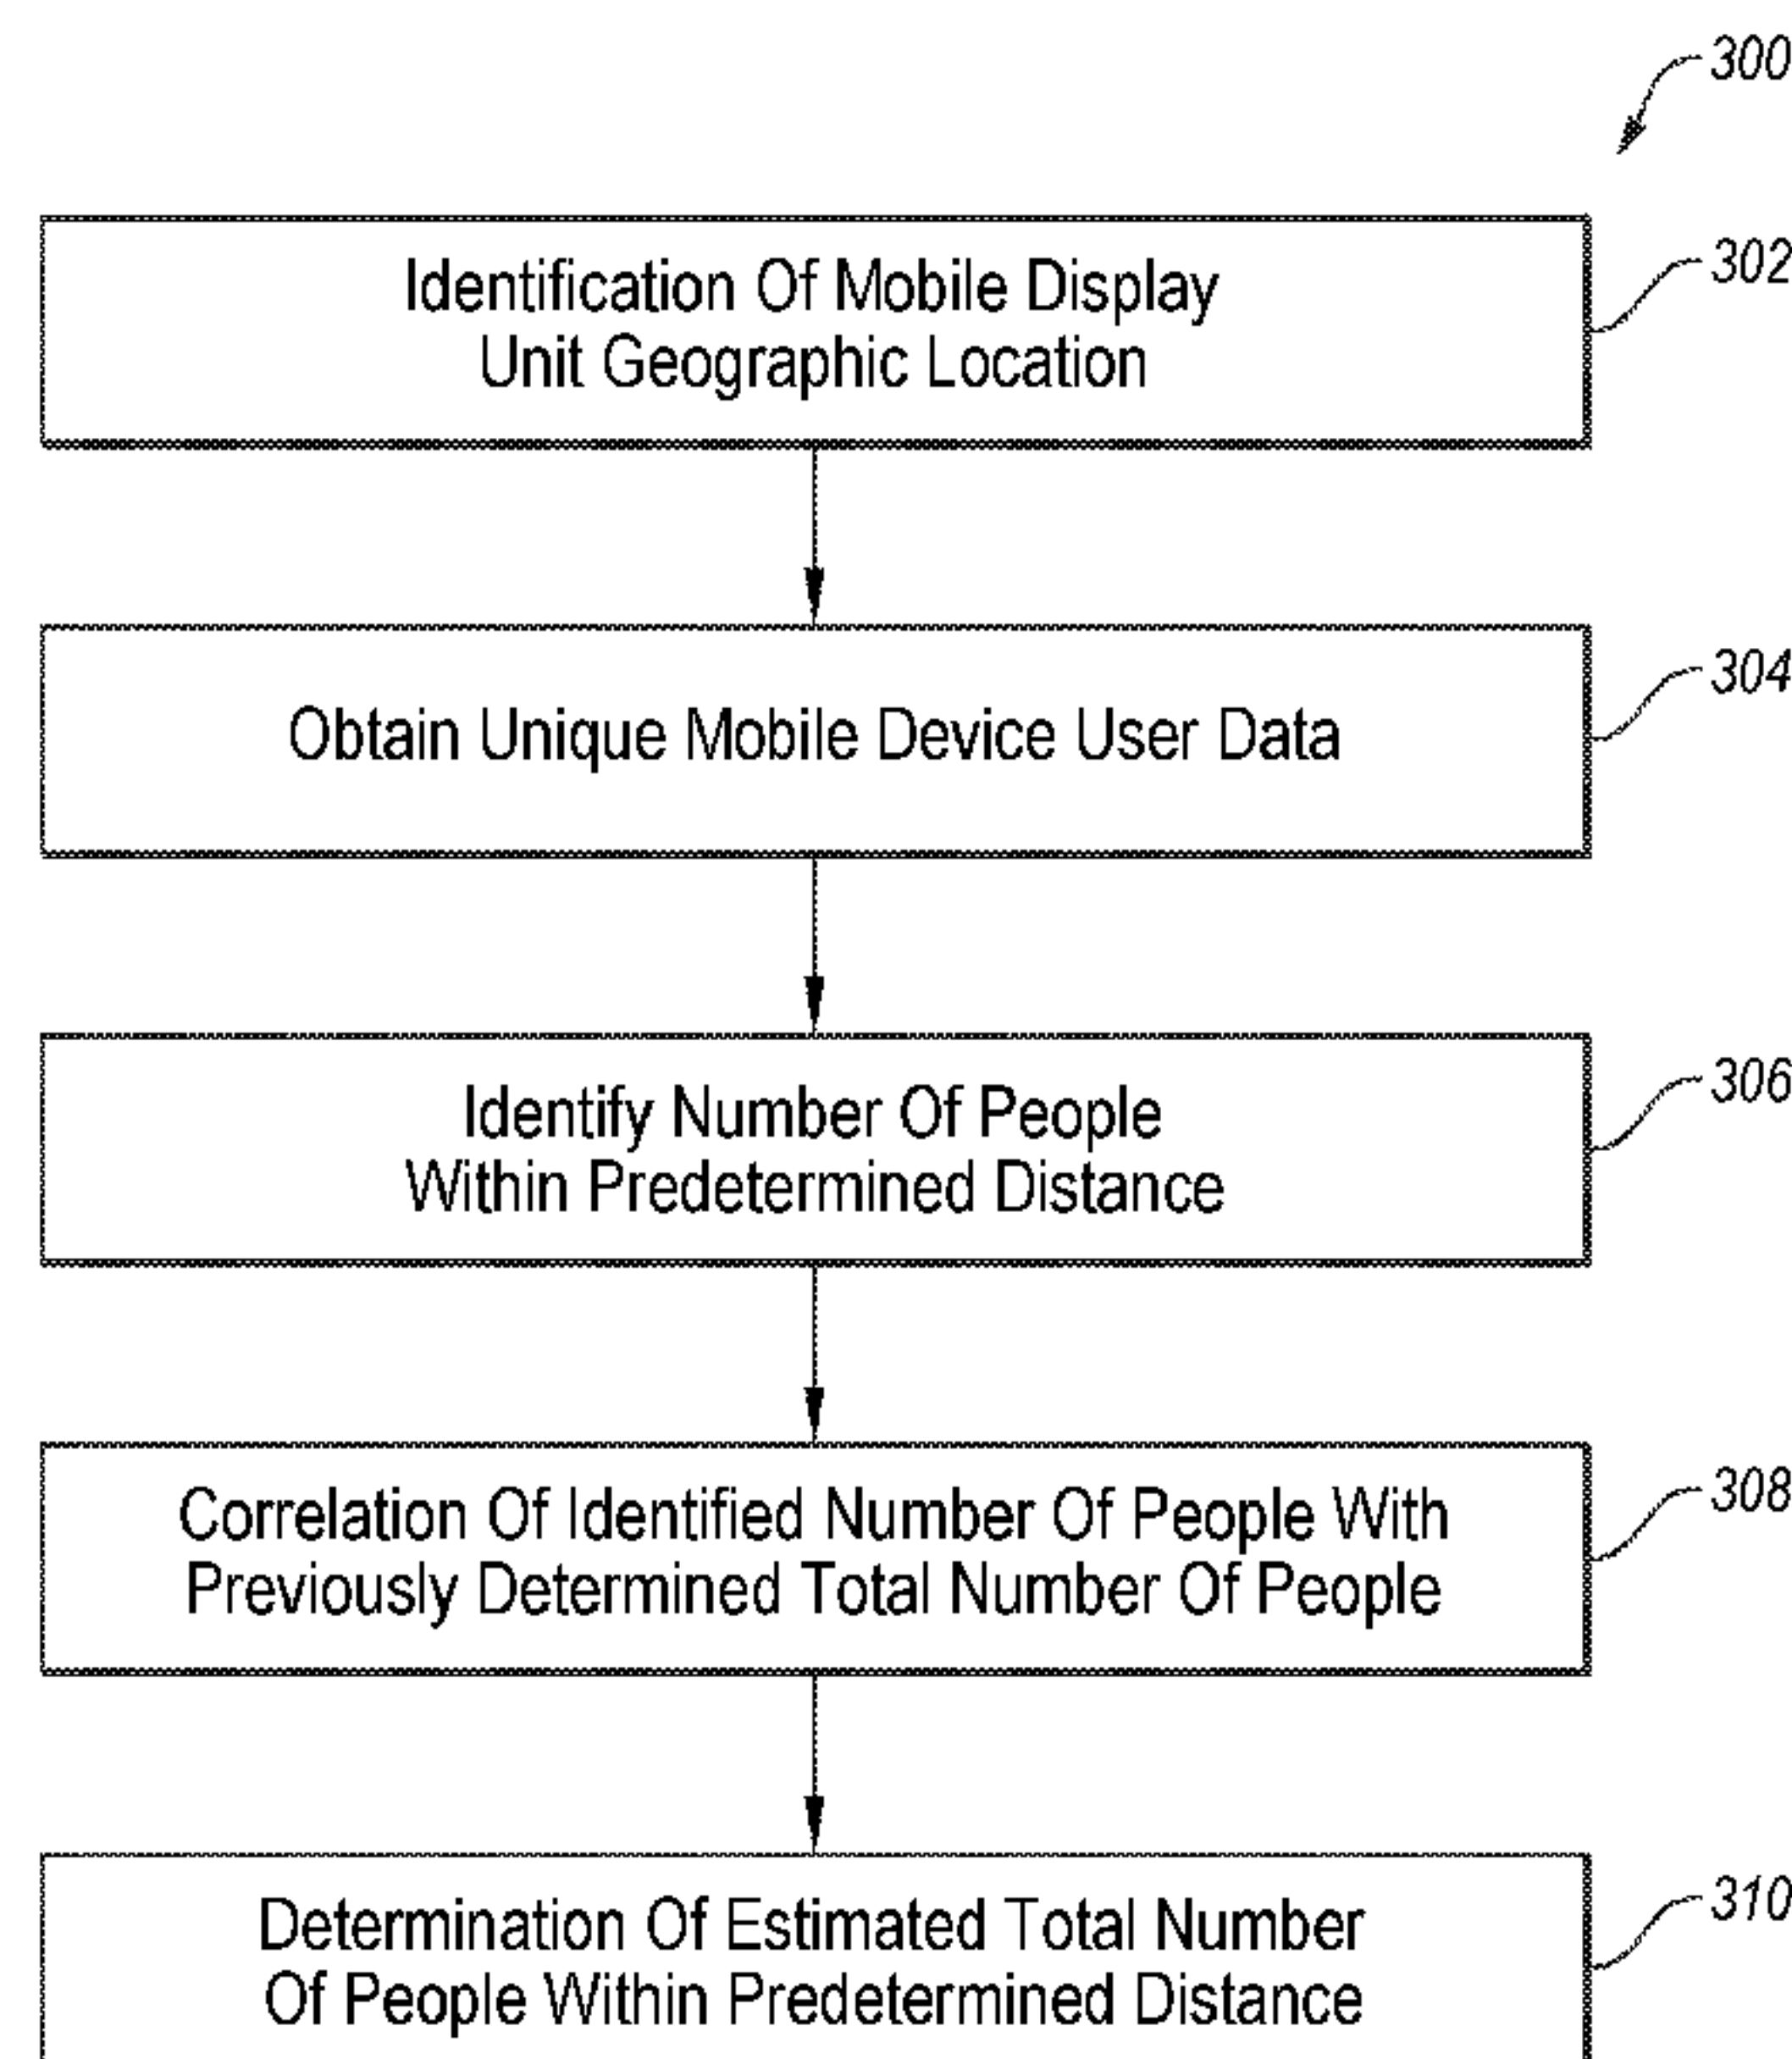 300
Identification Of Mobile Display
Unit Geographic Location
302
Obtain Unique Mobile Device User Data
304
Identify Number Of People
Within Predetermined Distance
306
Correlation Of Identified Number Of People With
Previously Determined Total Number Of People
308
Determination Of Estimated Total Number
Of People Within Predetermined Distance
310